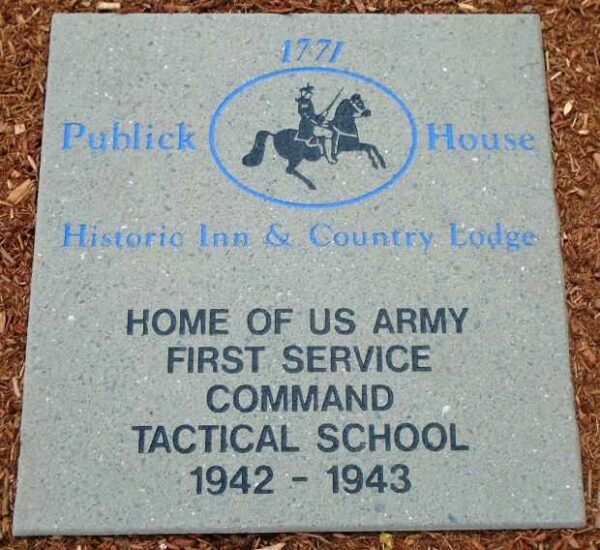 1771
Publick House
Historic Inn & Country Lodge
HOME OF US ARMY
FIRST SERVICE
COMMAND
TACTICAL SCHOOL
1942 - 1943